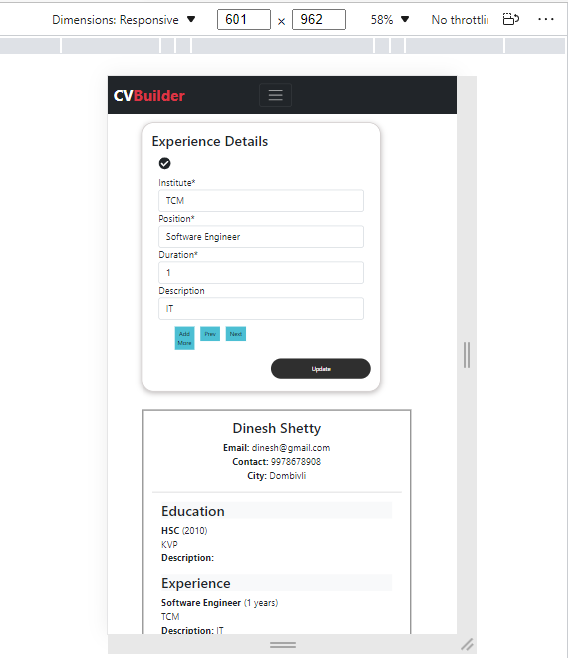 Dimensions: Responsive ▼ 601 x 962 58% ▼ No throttli
CVBuilder
Experience Details
Institute*
TCM
Position*
Software Engineer
Duration*
1
Description
IT
Add More Prev Next
Update
Dinesh Shetty
Email: dinesh@gmail.com
Contact: 9978678908
City: Dombivli
Education
HSC (2010)
KVP
Description:
Experience
Software Engineer (1 years)
TCM
Description: IT